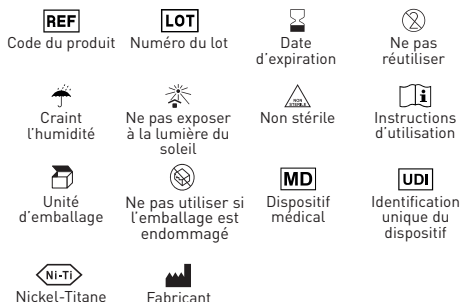 REF
LOT
Code du produit
Numéro du lot
Date
d'expiration
Ne pas
réutiliser
NON
STERILE
i
Craint
l'humidité
Ne pas exposer
à la lumière du
soleil
Non stérile
Instructions
d'utilisation
MD
UDI
Unité
d'emballage
Ne pas utiliser si
l'emballage est
endommagé
Dispositif
médical
Identification
unique du
dispositif
Ni-Ti
Nickel-Titane
Fabricant